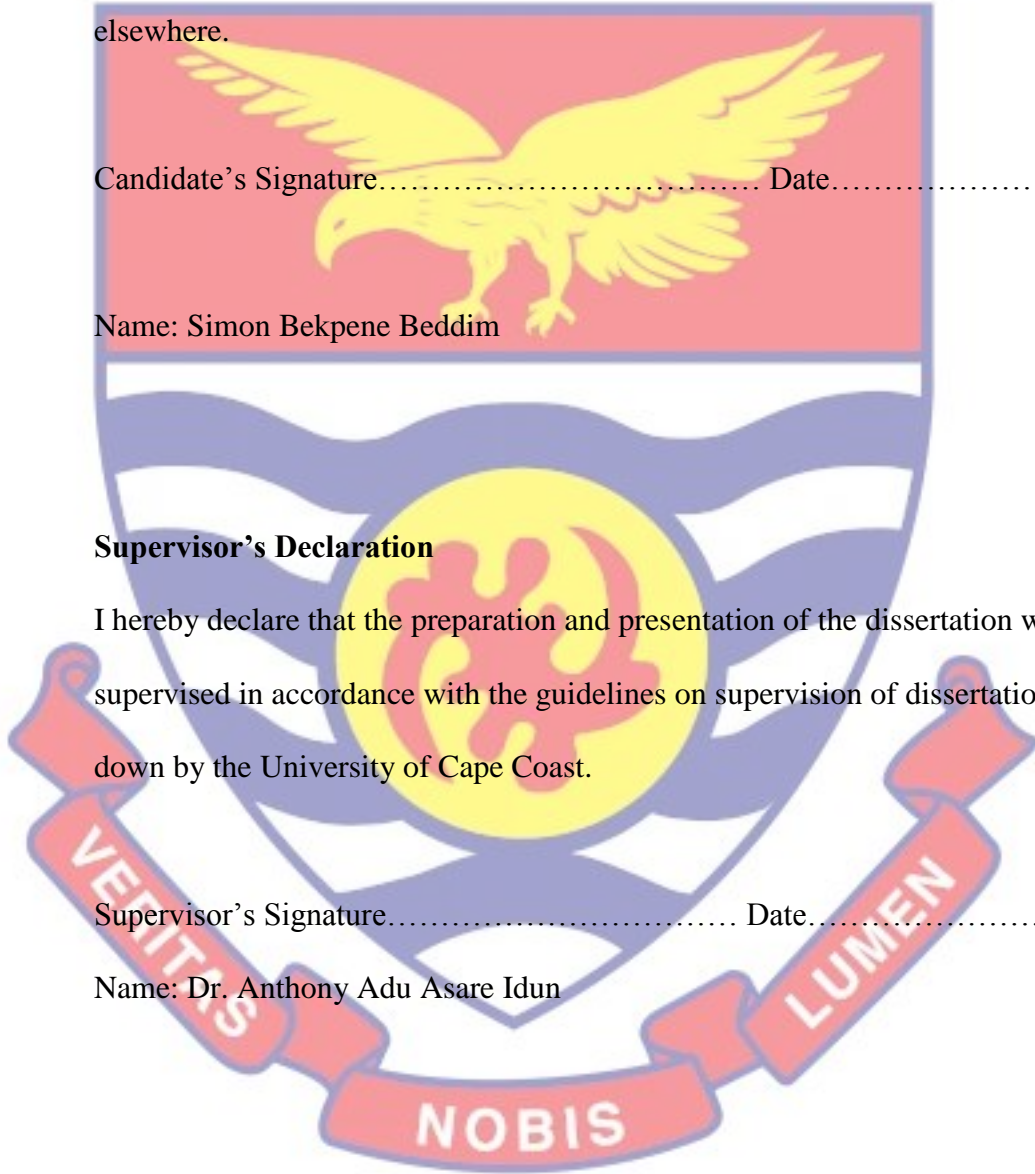 elsewhere.
Candidate’s Signature……………………………… Date…………………
Name: Simon Bekpene Beddim
Supervisor’s Declaration
I hereby declare that the preparation and presentation of the dissertation
supervised in accordance with the guidelines on supervision of
down by the University of Cape Coast.
Supervisor’s Signature…………………………… Date…………………
Name: Dr. Anthony Adu Asare Idun
VERITAS
NOBIS
LUMEN